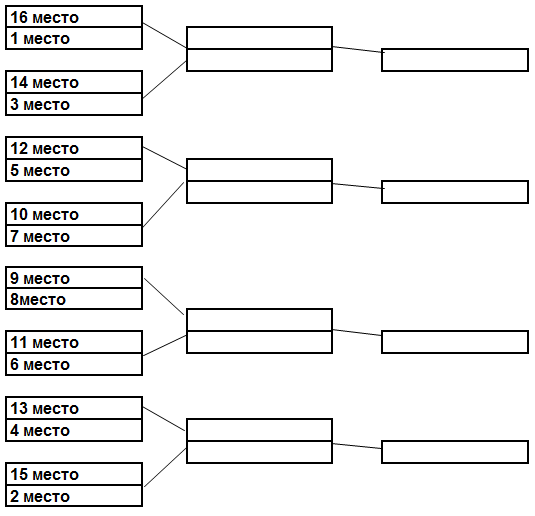 16 место
1 место
14 место
3 место
12 место
5 место
10 место
7 место
9 место
8место
11 место
6 место
13 место
4 место
15 место
2 место